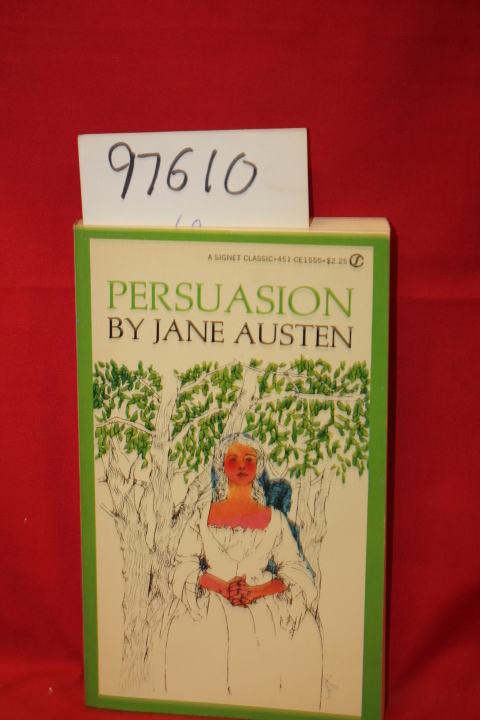 97610
A SIGNET CLASSIC•451-CE1555•$2.25
PERSUASION
BY JANE AUSTEN